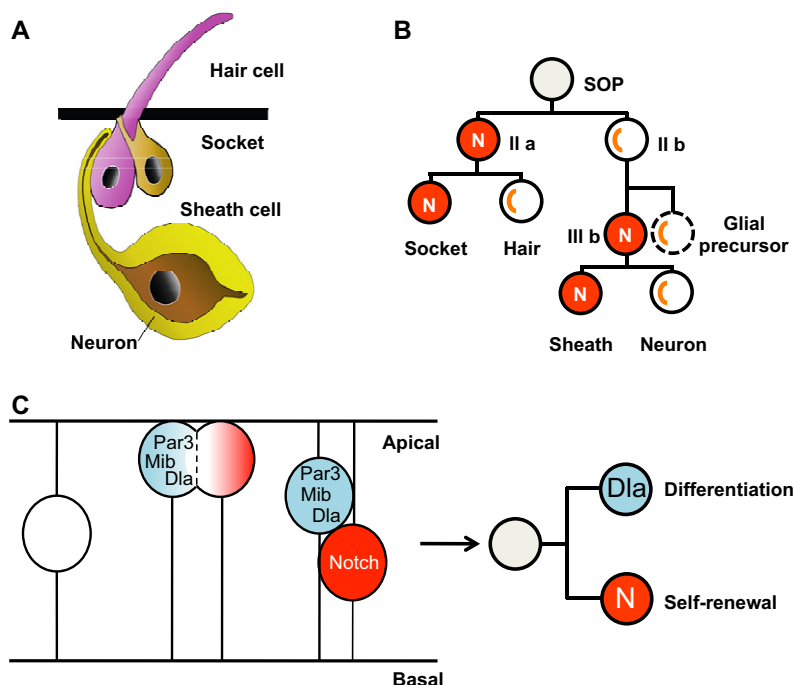 A
Hair cell
Socket
Sheath cell
Neuron
B
SOP
N
II a
II b
N
Socket
Hair
III b
N
Glial
precursor
N
Sheath
Neuron
C
Par3
Mib
Dla
Par3
Mib
Dla
Notch
Apical
Basal
Dla
Differentiation
N
Self-renewal